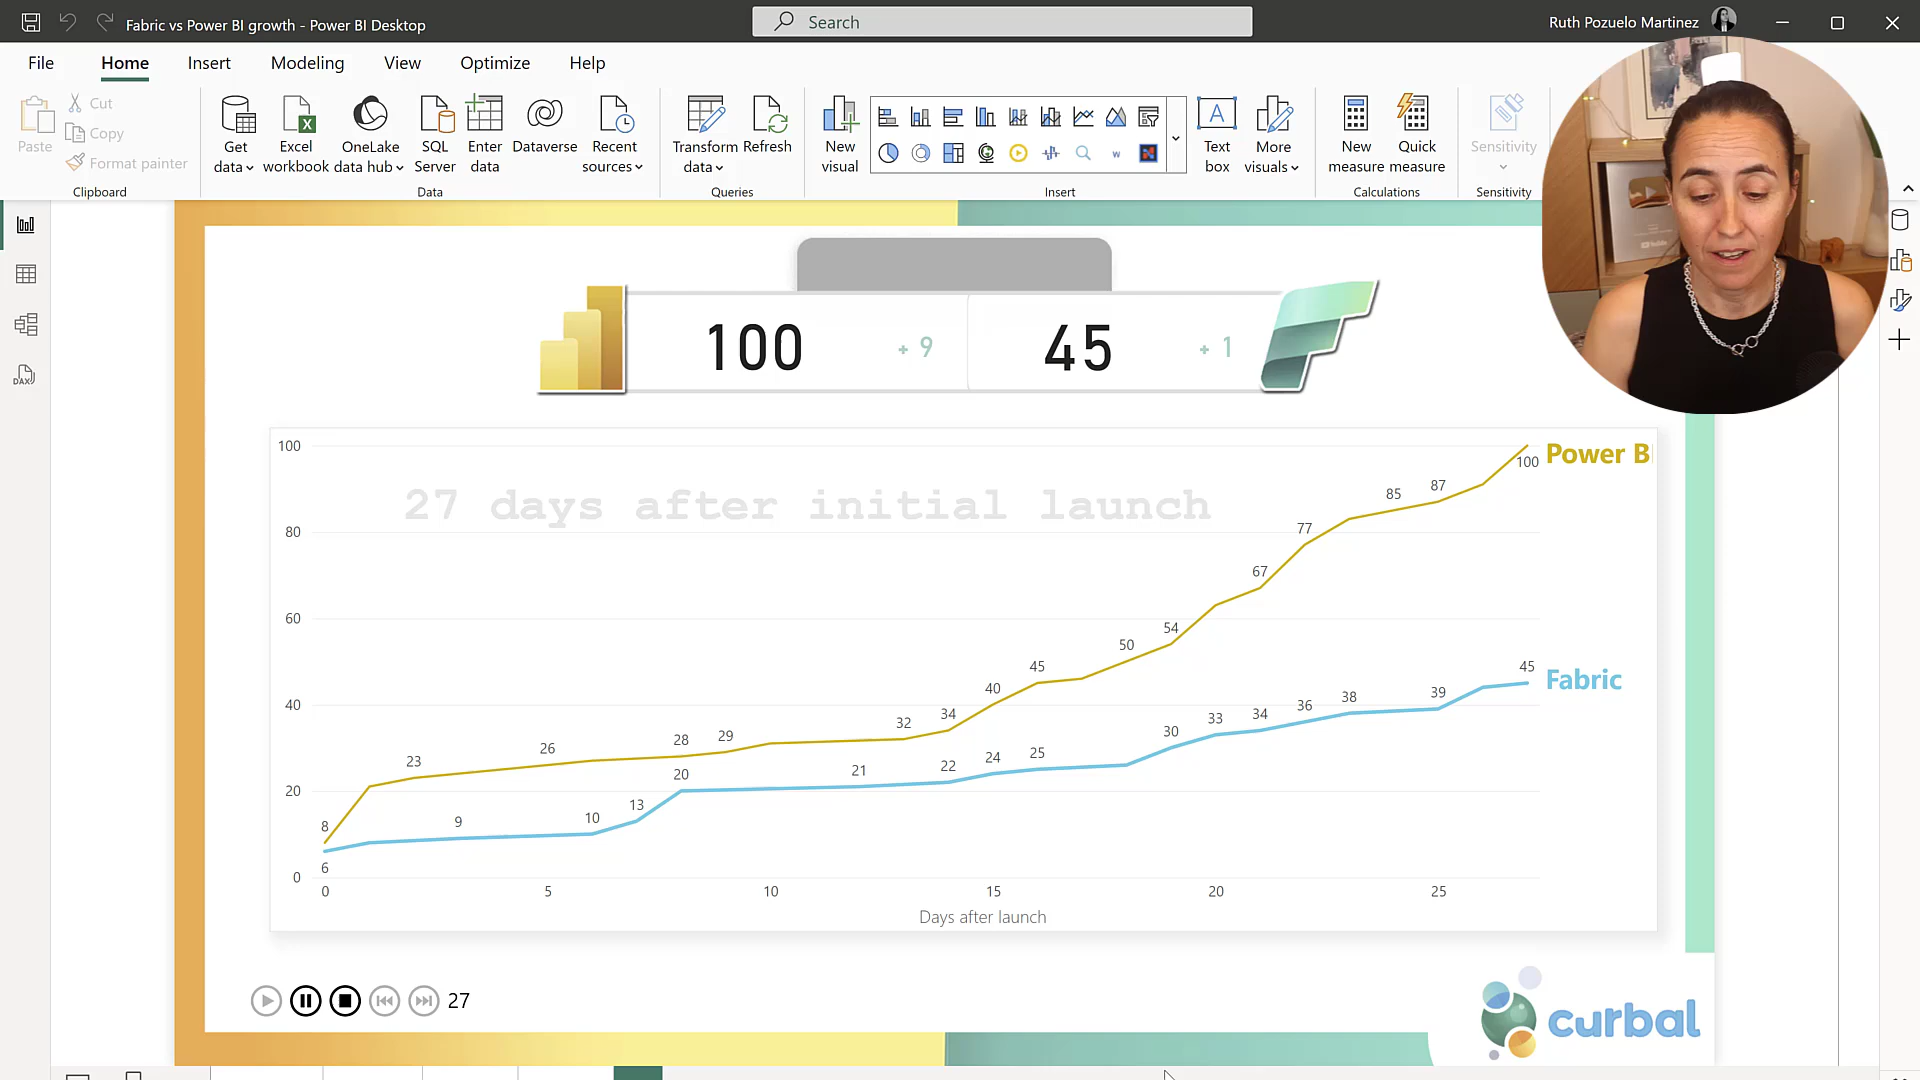 Fabric vs Power BI growth - Power BI Desktop
Search
Ruth Pozuelo Martinez
File Home Insert Modeling View Optimize Help
Paste
Cut
Copy
Format painter
Clipboard
Get data
Excel workbook
OneLake data hub
SQL Server
Enter data
Dataverse
Recent sources
Data
Transform data
Refresh
Queries
New visual
Insert
Text box
More visuals
New measure
Quick measure
Calculations
Sensitivity
Sensitivity
DAX
100 + 9 45 + 1
27 days after initial launch
100
80
60
40
20
0
8 23 26 28 29 32 34 40 45 50 54 67 77 85 87 100
Power B
6 9 10 13 20 21 22 24 25 30 33 34 36 38 39 45
Fabric
0 5 10 15 20 25
Days after launch
27
curbal